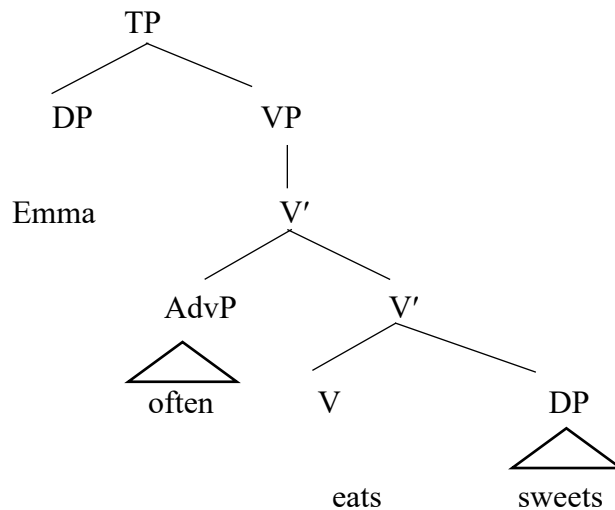 TP
DP VP
Emma V′
AdvP V′
often V DP
eats sweets